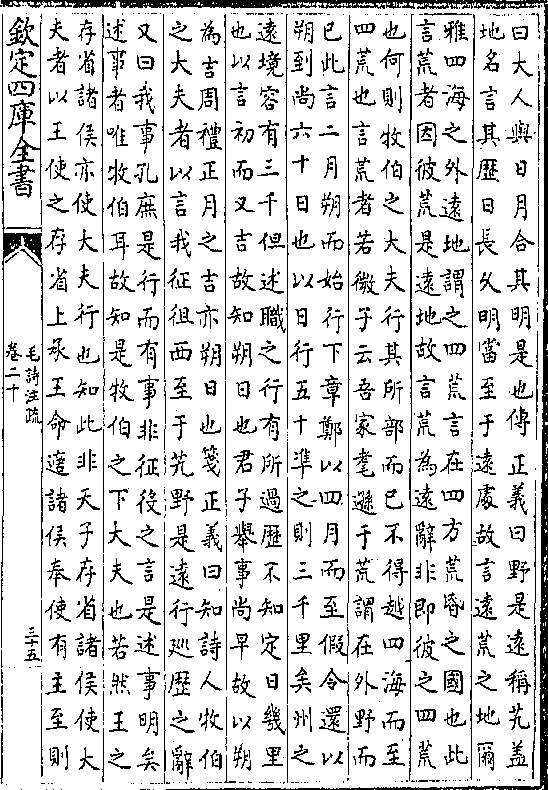 曰大人與日月合其明是也傳正義曰野是逺稱艽盖
地名言其歴日長久明當至于逺處故言逺荒之地爾
雅四海之外逺地謂之四荒言在四方荒昏之國也此
言荒者因彼荒是逺地故言荒為逺辭非即彼之四荒
也何則牧伯之大夫行其所部而已不得越四海而至
四荒也言荒者若微子云吾家耄遜于荒謂在外野而
已此言二月朔而始行下章鄭以四月而至假令還以
朔到尚六十日也以日行五十凖之則三千里矣州之
逺境容有三千但述職之行有所過歴不知定日幾里
也以言初而又吉故知朔日也君子舉事尚早故以朔
為吉周禮正月之吉亦朔日也箋正義曰知詩人牧伯
之大夫者以言我征徂西至于艽野是逺行廵歴之辭
又曰我事孔庶是行而有事非征役之言是述事明矣
述事者唯牧伯耳故知是牧伯之下大夫也若然王之
存省諸侯亦使大夫行也知此非天子存省諸侯使大
夫者以王使之存省上承王命適諸侯奉使有主至則
欽定四庫全書
毛詩注疏
卷二十
三十五